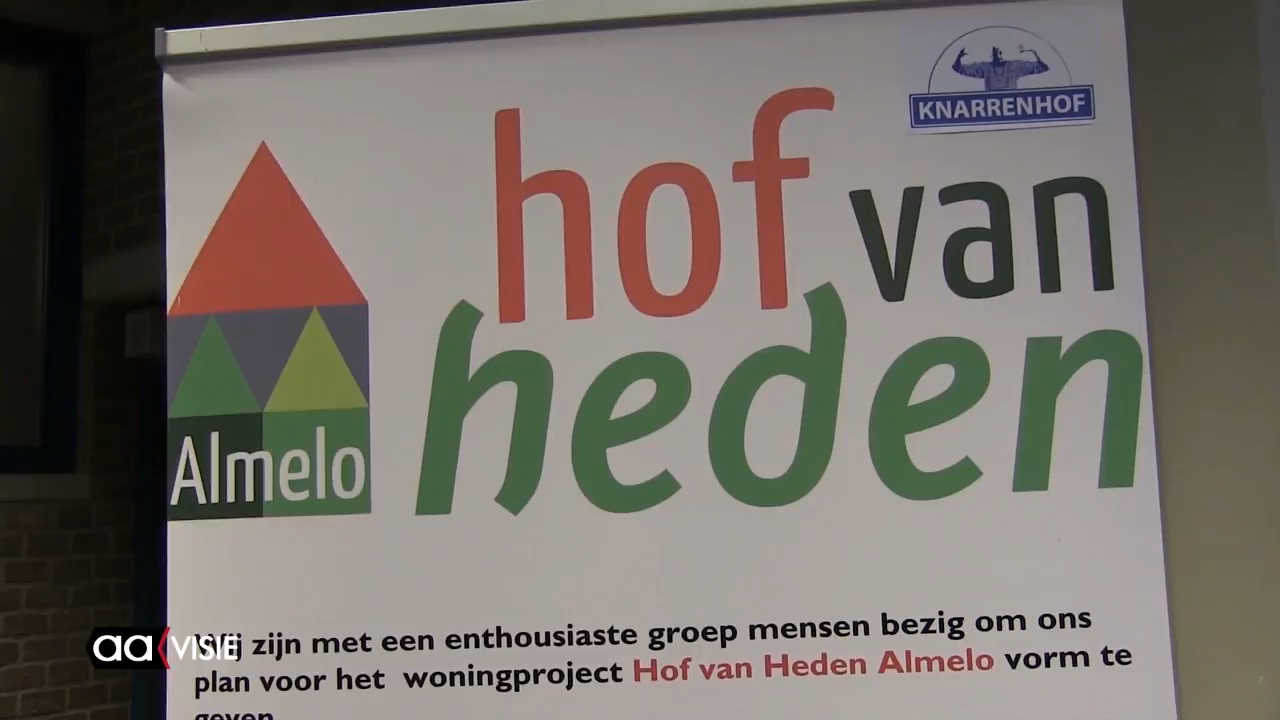 KNARRENHOF
hof van
heden
Almelo
Wij zijn met een enthousiaste groep mensen bezig om ons
plan voor het woningproject Hof van Heden Almelo vorm te
geven
aa VISIE